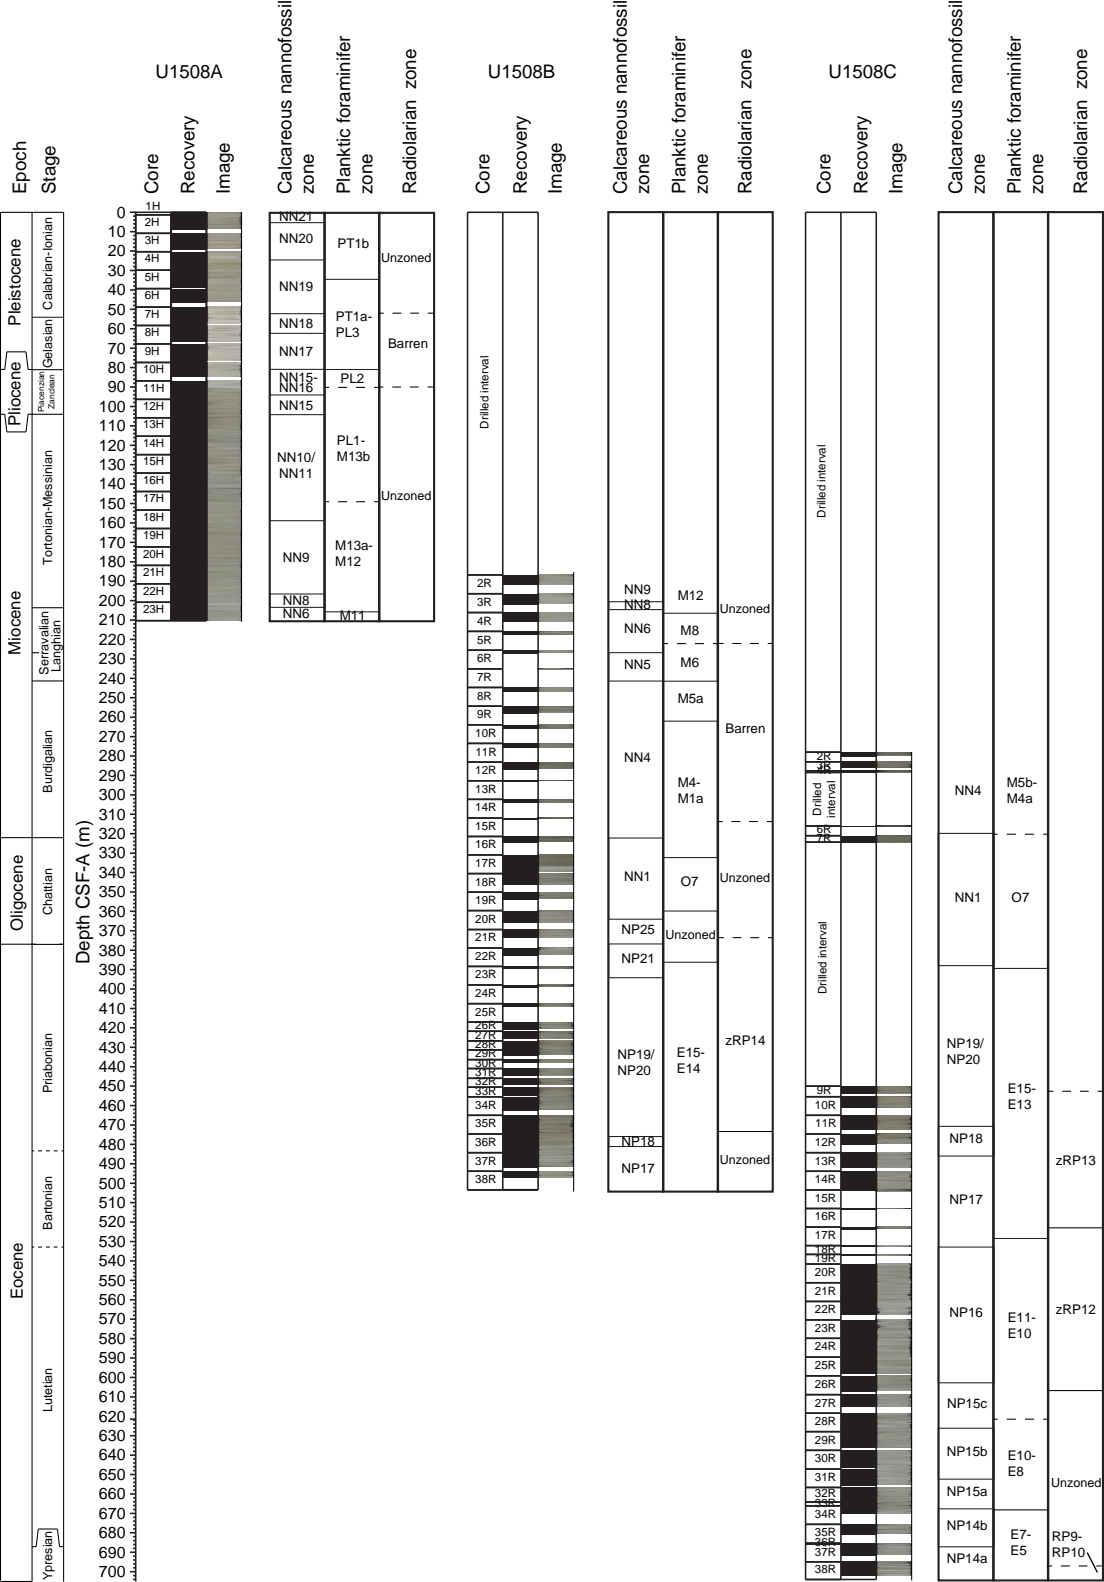 U1508A
U1508B
U1508C
Epoch
Stage
Core
Recovery
Image
Calcareous nannofossil
zone
Planktic foraminifer
zone
Radiolarian zone
Core
Recovery
Image
Calcareous nannofossil
zone
Planktic foraminifer
zone
Radiolarian zone
Core
Recovery
Image
Calcareous nannofossil
zone
Planktic foraminifer
zone
Radiolarian zone
Pleistocene
Pliocene
Miocene
Oligocene
Eocene
Calabrian-Ionian
Gelasian
Piacenzian
Zanclean
Tortonian-Messinian
Serravalian
Langhian
Burdigalian
Chattian
Priabonian
Bartonian
Lutetian
Ypresian
Depth CSF-A (m)
0
10
20
30
40
50
60
70
80
90
100
110
120
130
140
150
160
170
180
190
200
210
220
230
240
250
260
270
280
290
300
310
320
330
340
350
360
370
380
390
400
410
420
430
440
450
460
470
480
490
500
510
520
530
540
550
560
570
580
590
600
610
620
630
640
650
660
670
680
690
700
1H
2H
3H
4H
5H
6H
7H
8H
9H
10H
11H
12H
13H
14H
15H
16H
17H
18H
19H
20H
21H
22H
23H
NN21
NN20
NN19
NN18
NN17
NN15-
NN16
NN15
NN10/
NN11
NN9
NN8
NN6
PT1b
PT1a-
PL3
PL2
PL1-
M13b
M13a-
M12
M11
Unzoned
Barren
Unzoned
Drilled interval
2R
3R
4R
5R
6R
7R
8R
9R
10R
11R
12R
13R
14R
15R
16R
17R
18R
19R
20R
21R
22R
23R
24R
25R
26R
27R
28R
29R
30R
31R
32R
33R
34R
35R
36R
37R
38R
NN9
NN8
NN6
NN5
NN4
NN1
NP25
NP21
NP19/
NP20
NP18
NP17
M12
M8
M6
M5a
M4-
M1a
O7
Unzoned
E15-
E14
Unzoned
Barren
Unzoned
zRP14
Unzoned
Drilled interval
2R
3R
Drilled
interval
6R
7R
Drilled interval
9R
10R
11R
12R
13R
14R
15R
16R
17R
18R
19R
20R
21R
22R
23R
24R
25R
26R
27R
28R
29R
30R
31R
32R
33R
34R
35R
36R
37R
38R
NN4
NN1
NP19/
NP20
NP18
NP17
NP16
NP15c
NP15b
NP15a
NP14b
NP14a
M5b-
M4a
O7
E15-
E13
E11-
E10
E10-
E8
E7-
E5
zRP13
zRP12
Unzoned
RP9-
RP10